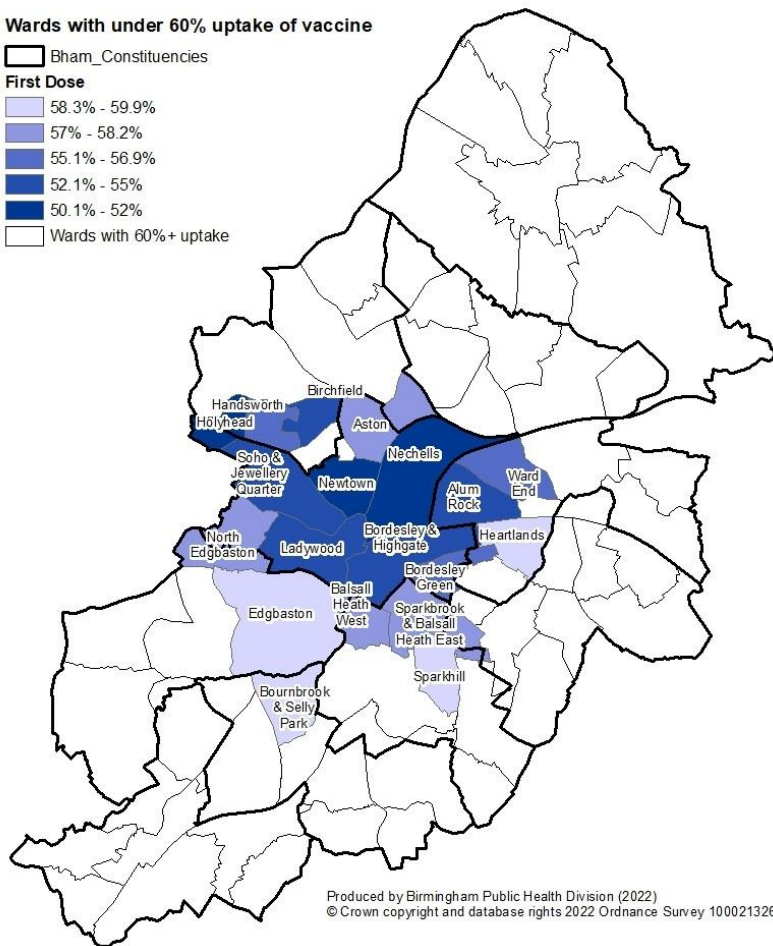 Wards with under 60% uptake of vaccine
Bham_Constituencies
First Dose
58.3% - 59.9%
57% - 58.2%
55.1% - 56.9%
52.1% - 55%
50.1% - 52%
Wards with 60%+ uptake
Birchfield
Handsworth
Holyhead
Aston
Nechells
Soho &
Jewellery
Quarter
Newtown
Ward
End
Alum
Rock
North
Edgbaston
Ladywood
Bordesley &
Highgate
Heartlands
Bordesley
Green
Balsall
Heath
West
Edgbaston
Sparkbrook
& Balsall
Heath East
Sparkhill
Bournbrook
& Selly
Park
Produced by Birmingham Public Health Division (2022)
© Crown copyright and database rights 2022 Ordnance Survey 100021326